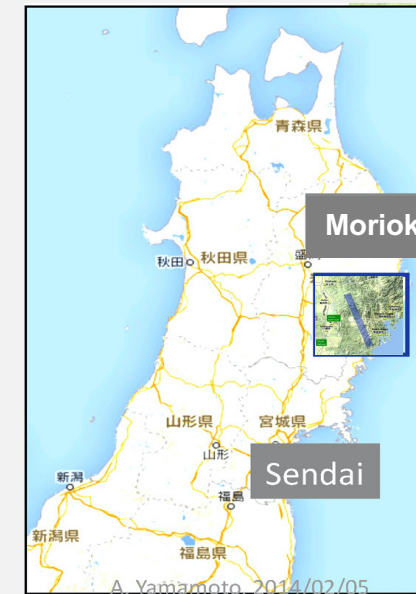 青森県
Moriok
秋田
秋田県
山形県
宮城県
山形
Sendai
新潟
福島
新潟県
福島県
A. Yamamoto, 2014/02/05